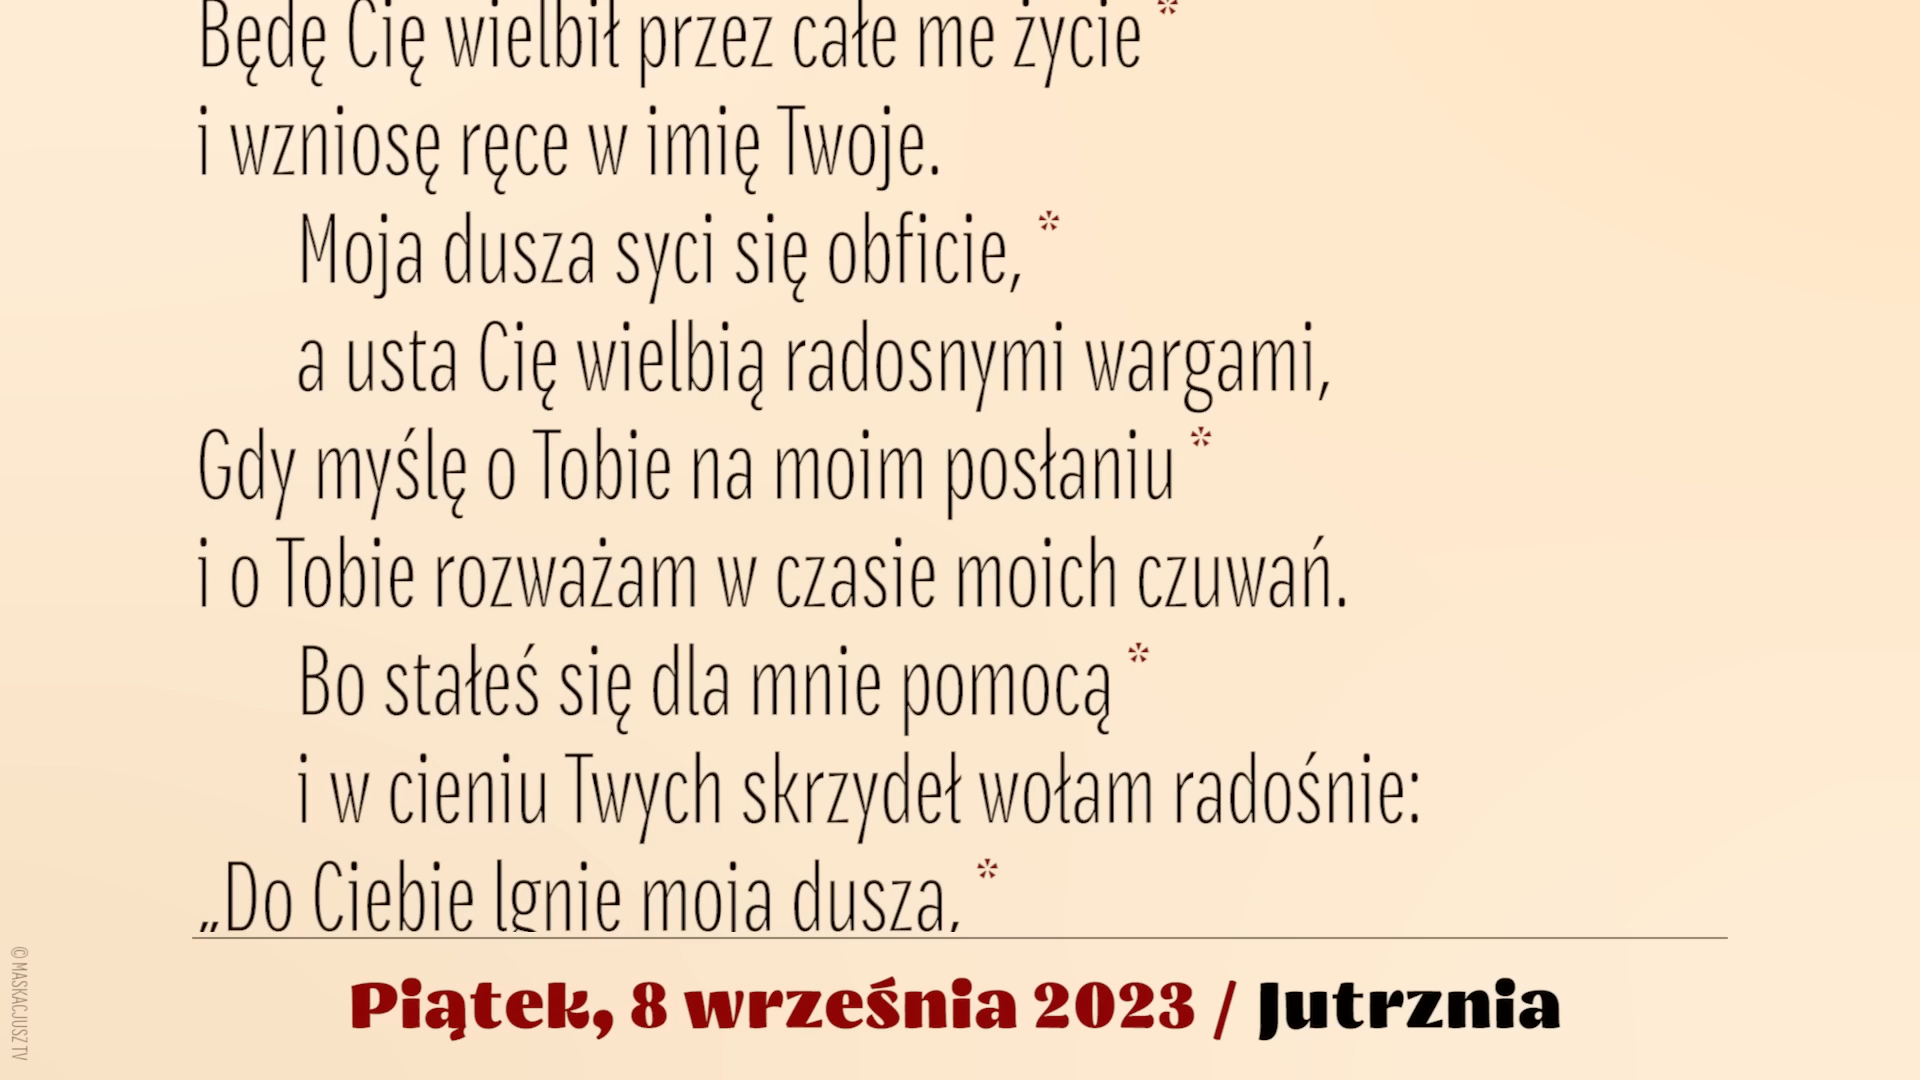 Będę Cię wielbił przez całe me życie *
i wzniosę ręce w imię Twoje.
Moja dusza syci się obficie, *
a usta Cię wielbią radosnymi wargami,
Gdy myślę o Tobie na moim posłaniu *
i o Tobie rozważam w czasie moich czuwań.
Bo stałeś się dla mnie pomocą *
i w cieniu Twych skrzydeł wołam radośnie:
„Do Ciebie lgnie moja dusza, *
Piątek, 8 września 2023 / Jutrznia
© MASKACJUSZ TV